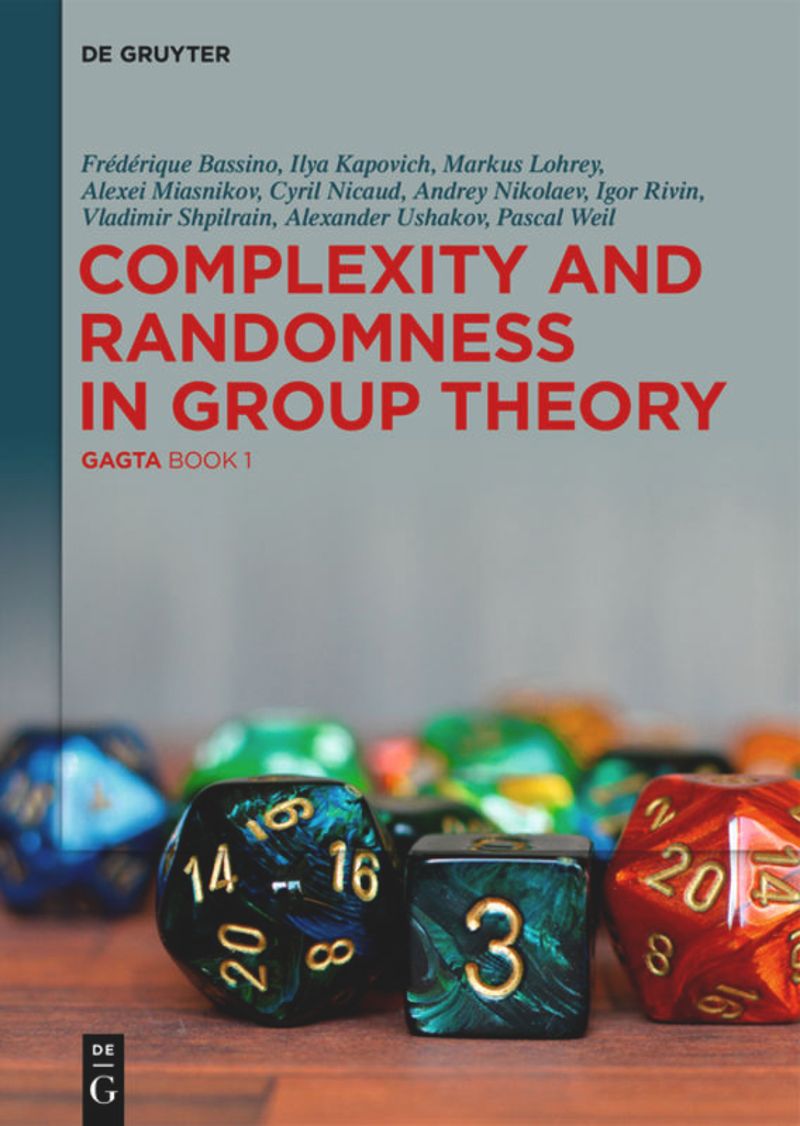 DE GRUYTER
Frédérique Bassino, Ilya Kapovich, Markus Lohrey,
Alexei Miasnikov, Cyril Nicaud, Andrey Nikolaev, Igor Rivin,
Vladimir Shpilrain, Alexander Ushakov, Pascal Weil
COMPLEXITY AND
RANDOMNESS
IN GROUP THEORY
GAGTA BOOK 1
14
16
20
8
3
2
20
14
8
16
DE
G